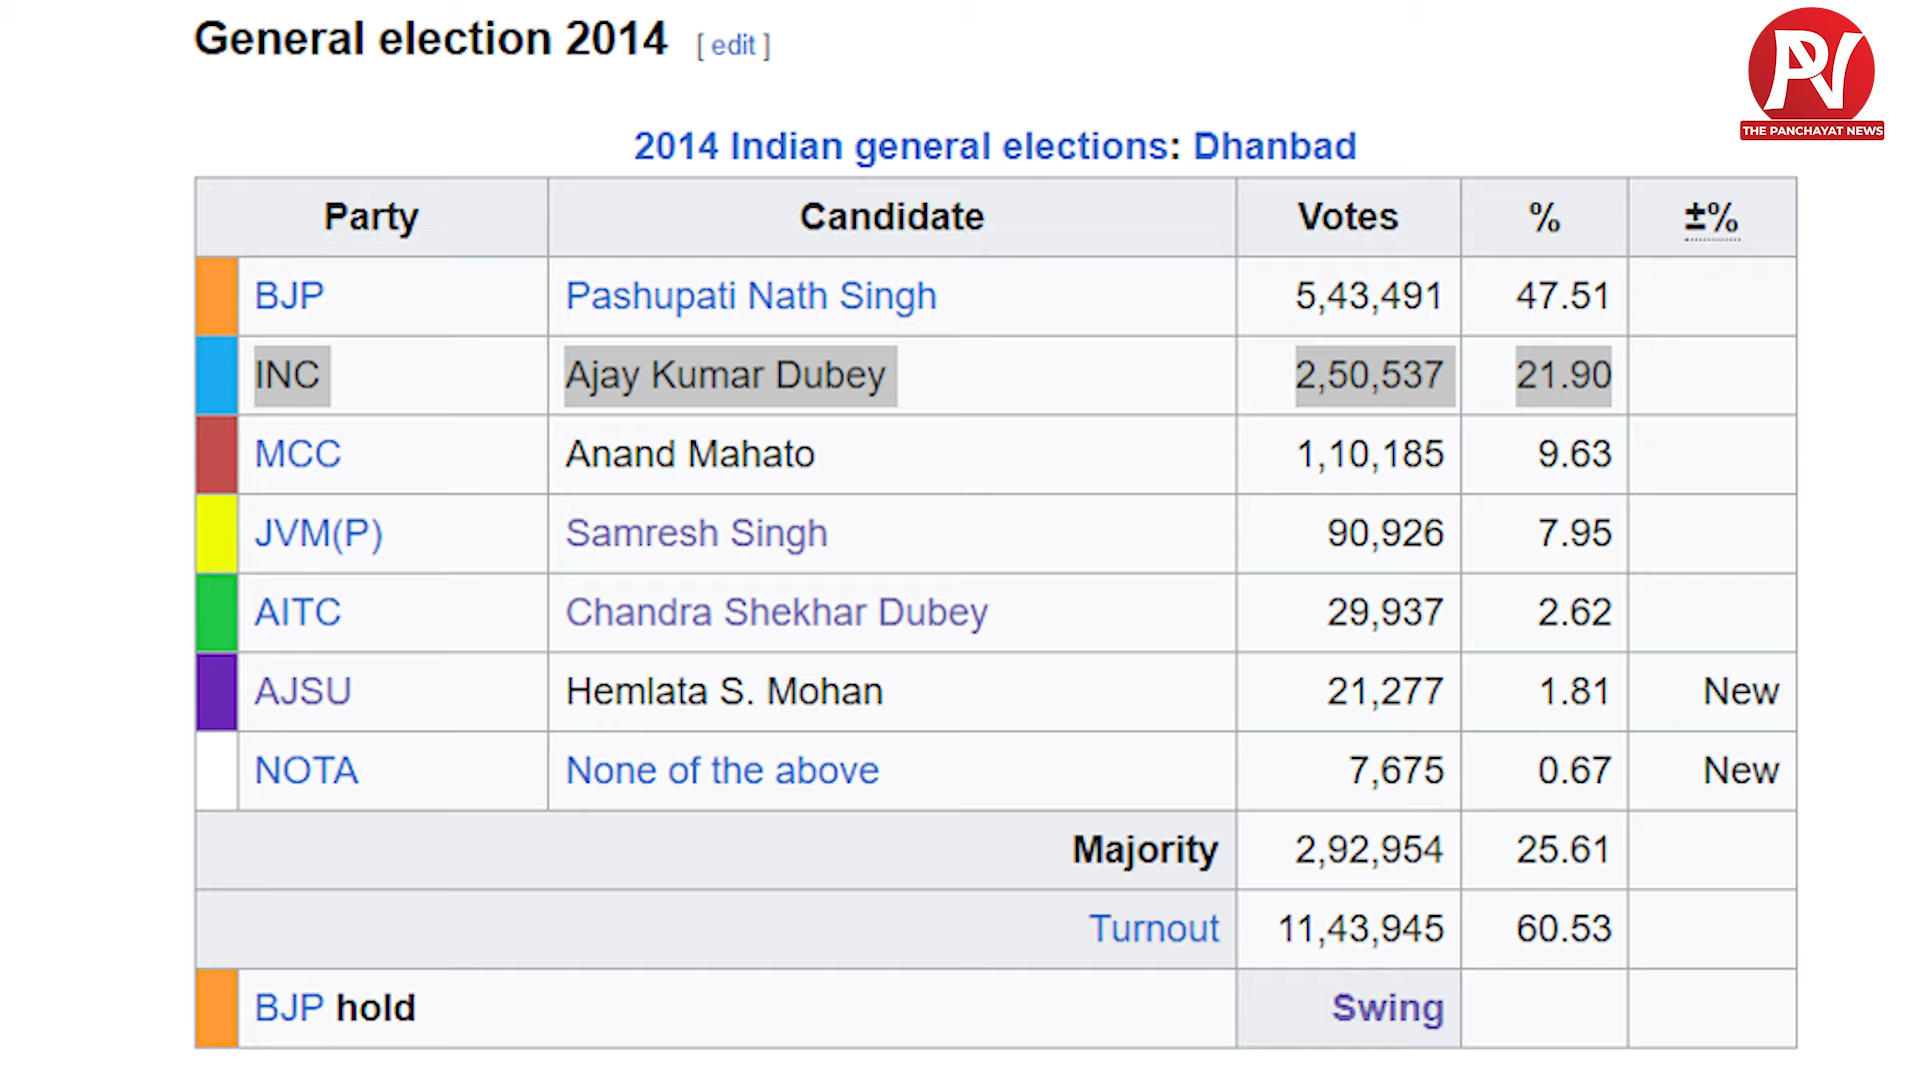 General election 2014 [ edit ]
PV
THE PANCHAYAT NEWS
2014 Indian general elections: Dhanbad
Party Candidate Votes % ±%
BJP Pashupati Nath Singh 5,43,491 47.51
INC Ajay Kumar Dubey 2,50,537 21.90
MCC Anand Mahato 1,10,185 9.63
JVM(P) Samresh Singh 90,926 7.95
AITC Chandra Shekhar Dubey 29,937 2.62
AJSU Hemlata S. Mohan 21,277 1.81 New
NOTA None of the above 7,675 0.67 New
Majority 2,92,954 25.61
Turnout 11,43,945 60.53
BJP hold Swing